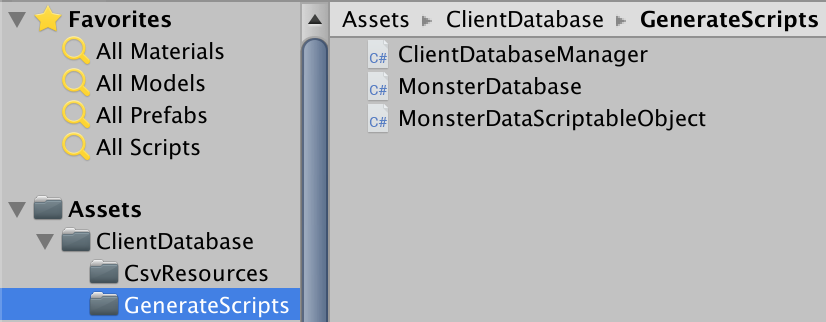 Favorites
All Materials
All Models
All Prefabs
All Scripts
Assets
ClientDatabase
CsvResources
GenerateScripts
Assets ▸ ClientDatabase ▸ GenerateScripts
C# ClientDatabaseManager
C# MonsterDatabase
C# MonsterDataScriptableObject